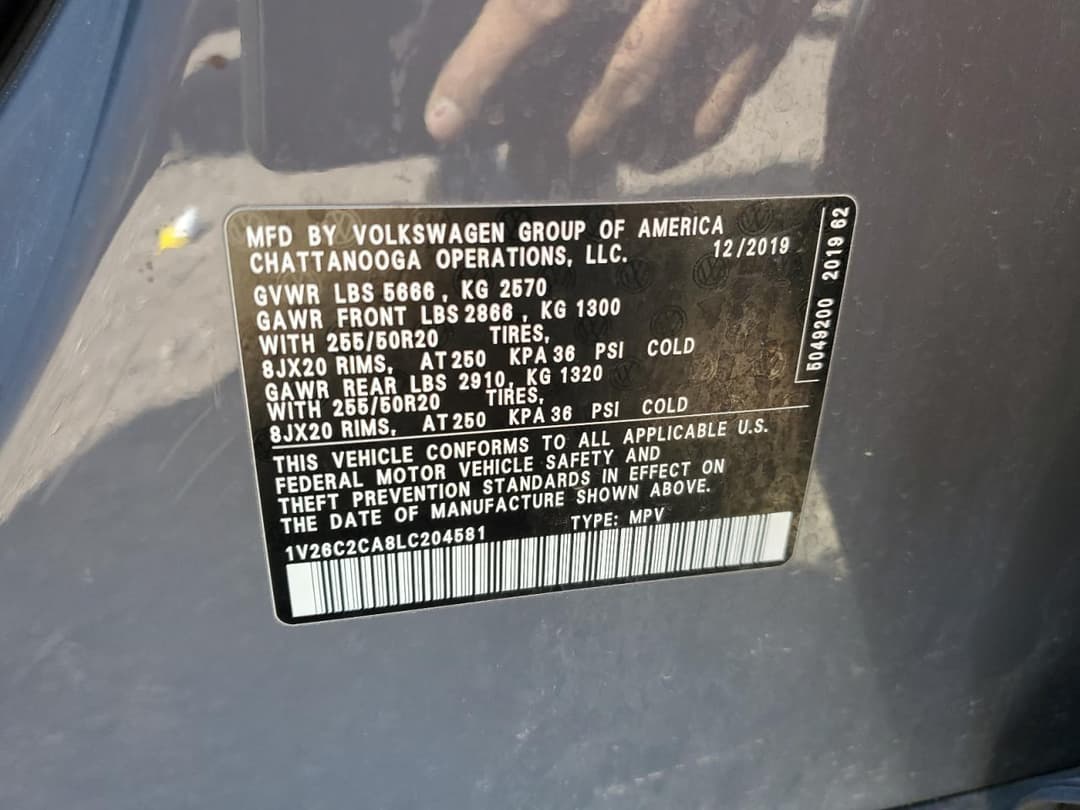 MFD BY VOLKSWAGEN GROUP OF AMERICA
CHATTANOOGA OPERATIONS, LLC. 12/2019
GVWR LBS 5666, KG 2570
GAWR FRONT LBS 2866, KG 1300
WITH 255/50R20 TIRES,
8JX20 RIMS, AT 250 KPA 36 PSI COLD
GAWR REAR LBS 2910, KG 1320
WITH 255/50R20 TIRES,
8JX20 RIMS, AT 250 KPA 36 PSI COLD
THIS VEHICLE CONFORMS TO ALL APPLICABLE U.S.
FEDERAL MOTOR VEHICLE SAFETY AND
THEFT PREVENTION STANDARDS IN EFFECT ON
THE DATE OF MANUFACTURE SHOWN ABOVE.
1V26C2CA8LC204581 TYPE: MPV
5049200 2019 62